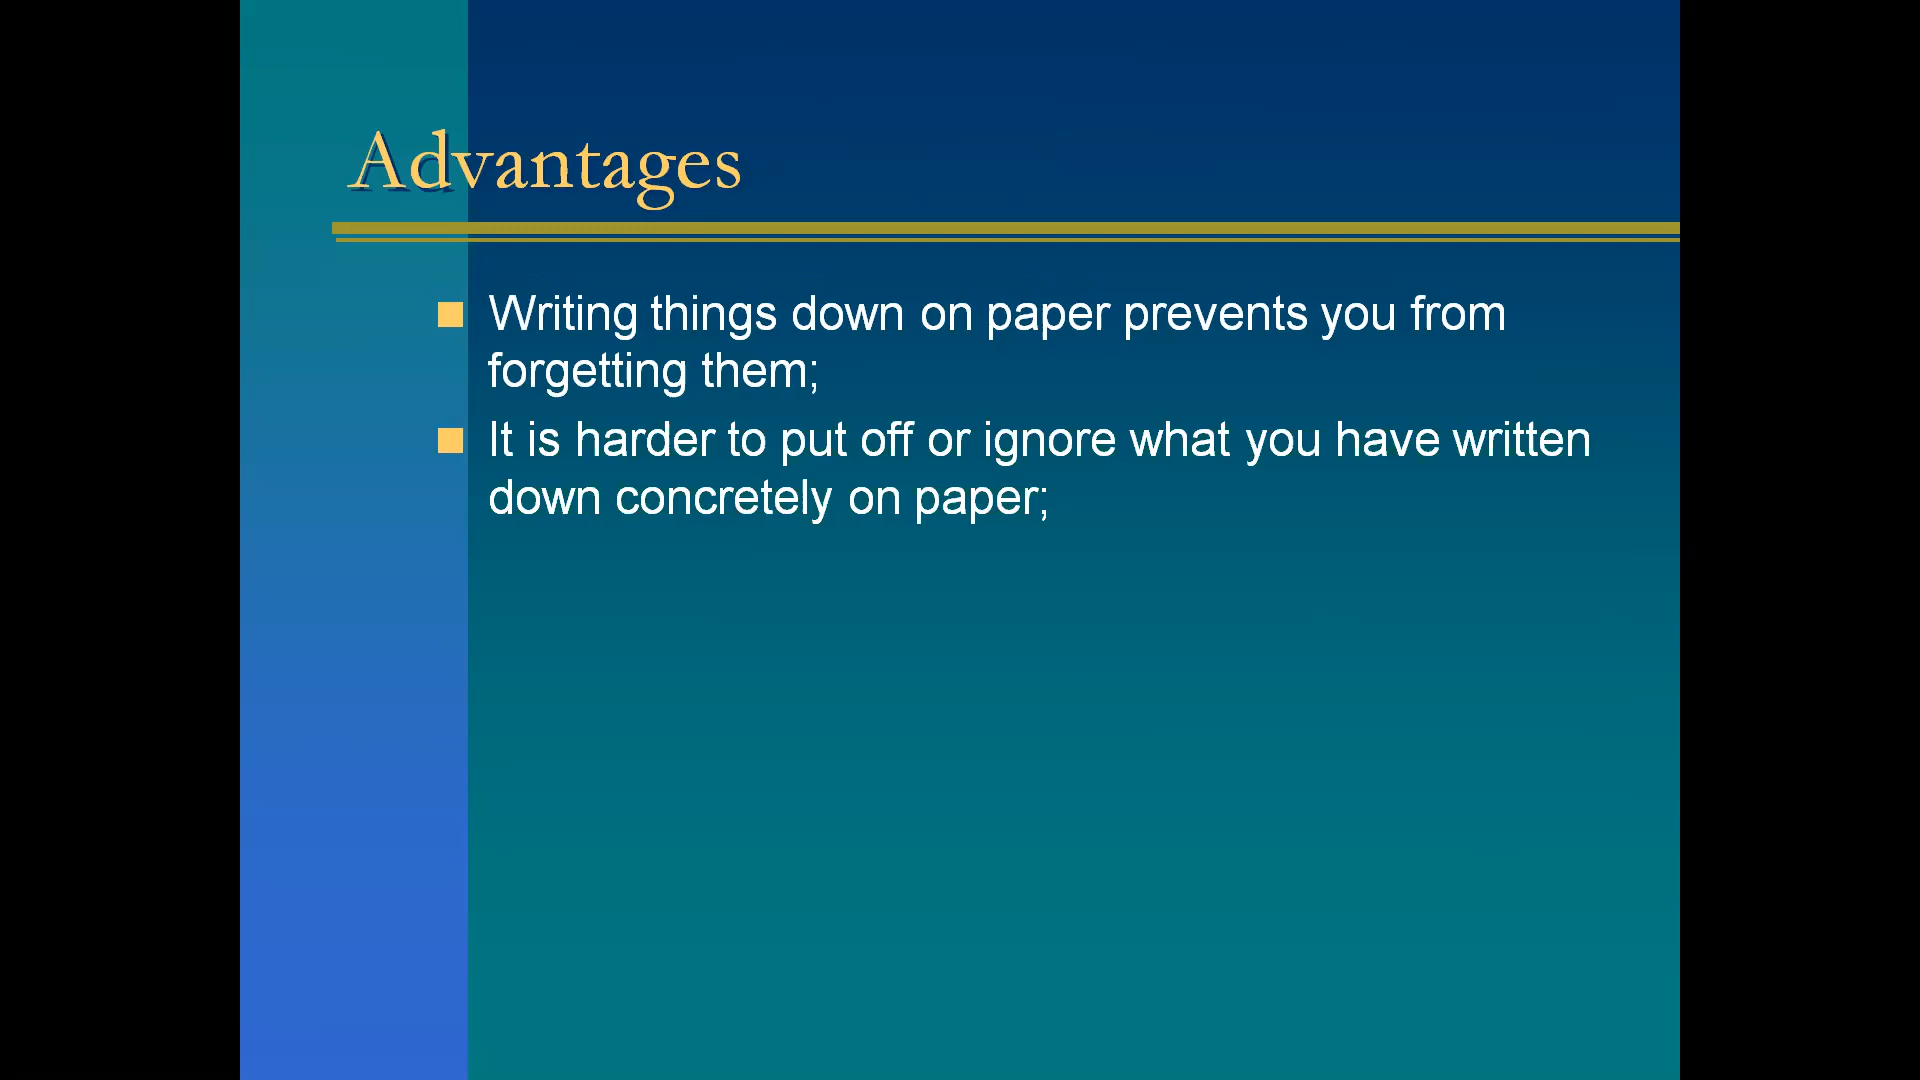 Advantages
Writing things down on paper prevents you from
forgetting them;
It is harder to put off or ignore what you have written
down concretely on paper;